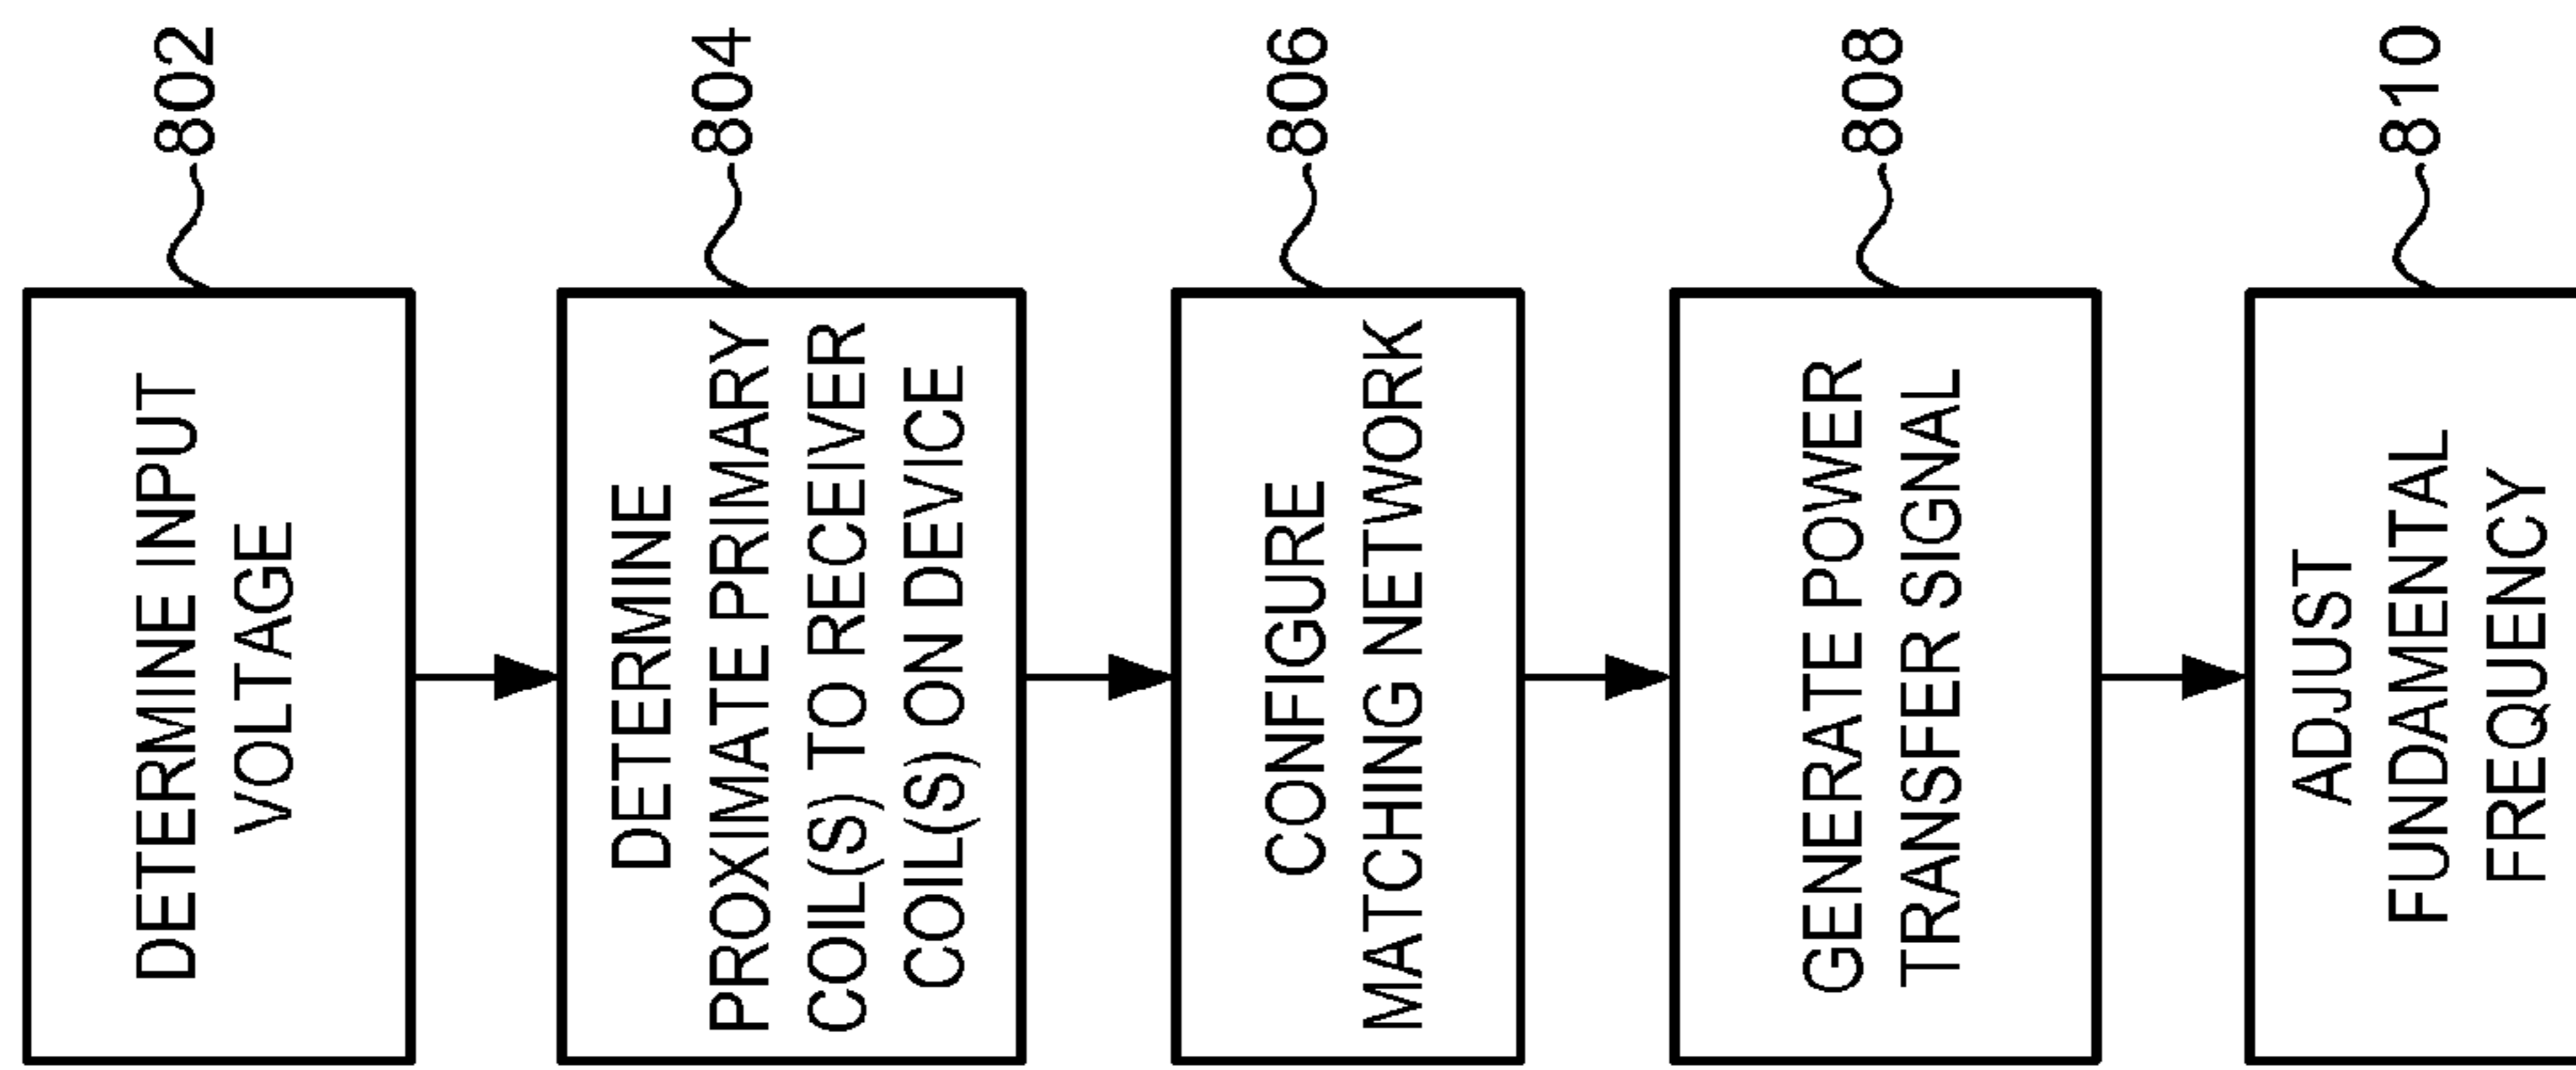 DETERMINE INPUT
VOLTAGE
802
DETERMINE
PROXIMATE PRIMARY
COIL(S) TO RECEIVER
COIL(S) ON DEVICE
804
CONFIGURE
MATCHING NETWORK
806
GENERATE POWER
TRANSFER SIGNAL
808
ADJUST
FUNDAMENTAL
FREQUENCY
810